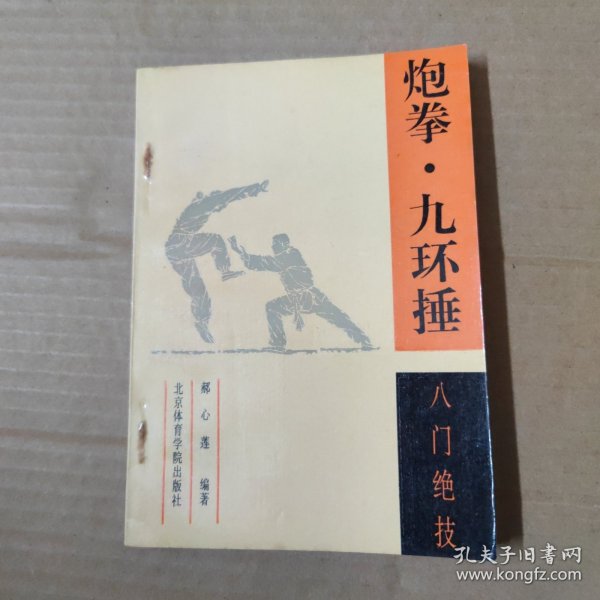 炮拳·九环捶
八门绝技
郝心莲 编著
北京体育学院出版社
孔夫子旧书网
www.kongfz.com